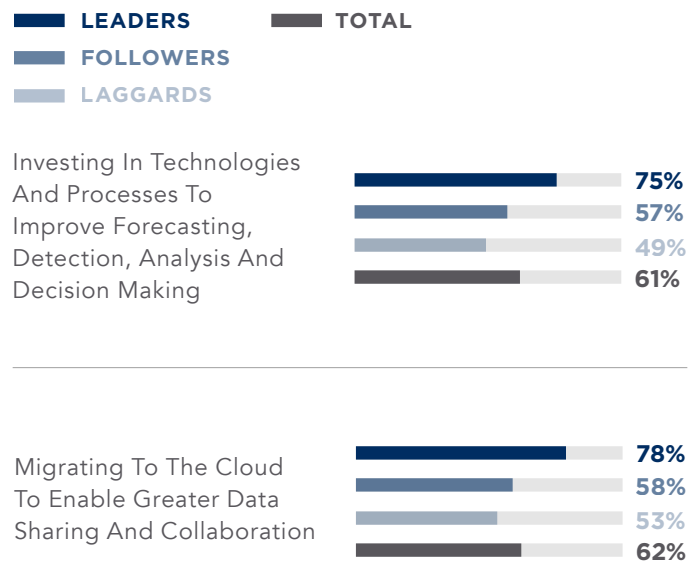 LEADERS
TOTAL
FOLLOWERS
LAGGARDS
Investing In Technologies
And Processes To
Improve Forecasting,
Detection, Analysis And
Decision Making
75%
57%
49%
61%
Migrating To The Cloud
To Enable Greater Data
Sharing And Collaboration
78%
58%
53%
62%